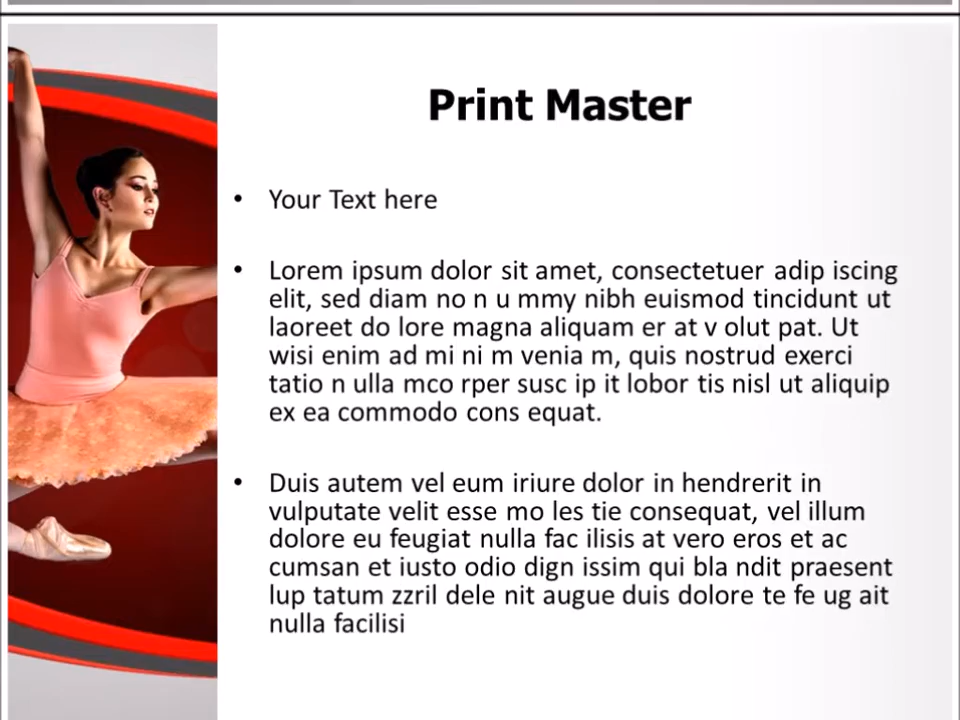 Print Master
• Your Text here
• Lorem ipsum dolor sit amet, consectetuer adip iscing
elit, sed diam no n u mmy nibh euismod tincidunt ut
laoreet do lore magna aliquam er at v olut pat. Ut
wisi enim ad mi ni m venia m, quis nostrud exerci
tatio n ulla mco rper susc ip it lobor tis nisl ut aliquip
ex ea commodo cons equat.
• Duis autem vel eum iriure dolor in hendrerit in
vulputate velit esse mo les tie consequat, vel illum
dolore eu feugiat nulla fac ilisis at vero eros et ac
cumsan et iusto odio dign issim qui bla ndit praesent
lup tatum zzril dele nit augue duis dolore te fe ug ait
nulla facilisi